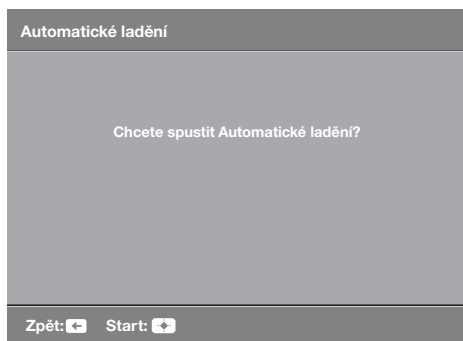 Automatické ladění
Chcete spustit Automatické ladění?
Zpět: Start: